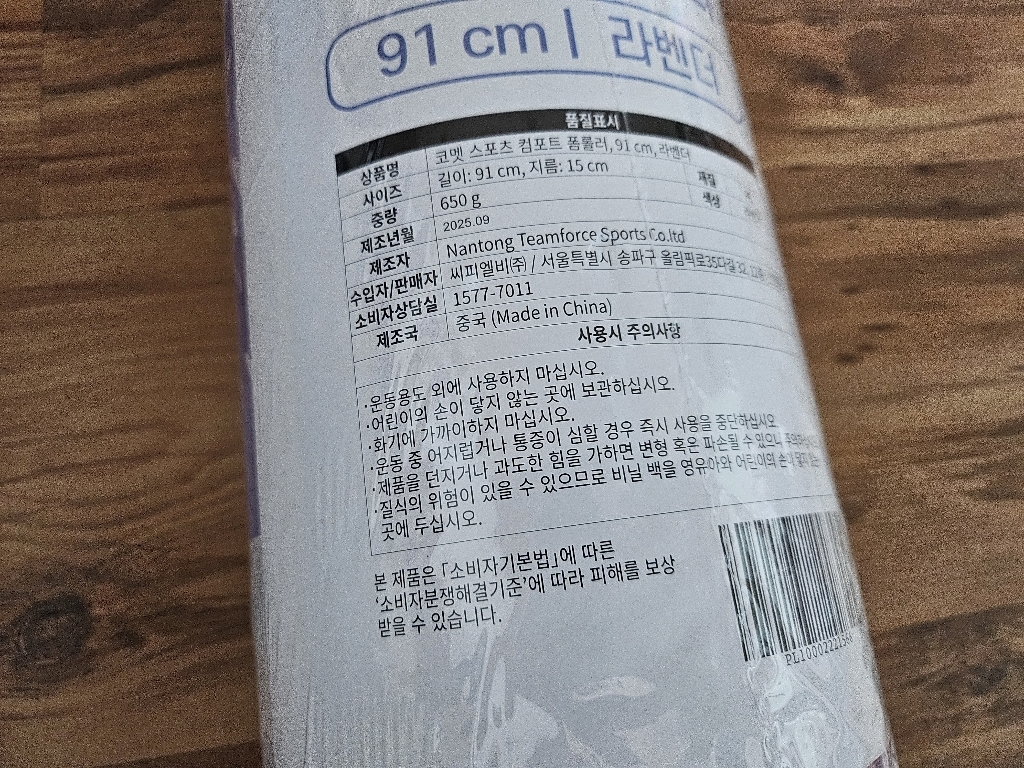 91 cm | 라벤더
품질표시
상품명 코멧 스포츠 컴포트 폼롤러, 91 cm, 라벤더
사이즈 길이: 91 cm, 지름: 15 cm 재질
중량 650 g 색상
제조년월 2025.09
제조자 Nantong Teamforce Sports Co.ltd
수입자/판매자 씨피엘비(주) / 서울특별시 송파구 올림픽로35다길 32,
소비자상담실 1577-7011
제조국 중국 (Made in China)
사용시 주의사항
·운동용도 외에 사용하지 마십시오.
·어린이의 손이 닿지 않는 곳에 보관하십시오.
·화기에 가까이하지 마십시오.
·운동 중 어지럽거나 통증이 심할 경우 즉시 사용을 중단하십시오
·제품을 던지거나 과도한 힘을 가하면 변형 혹은 파손될 수 있으니
·질식의 위험이 있을 수 있으므로 비닐 백을 영유아와 어린이의 손이 닿지 않는
곳에 두십시오.
본 제품은 「소비자기본법」에 따른
'소비자분쟁해결기준'에 따라 피해를 보상
받을 수 있습니다.